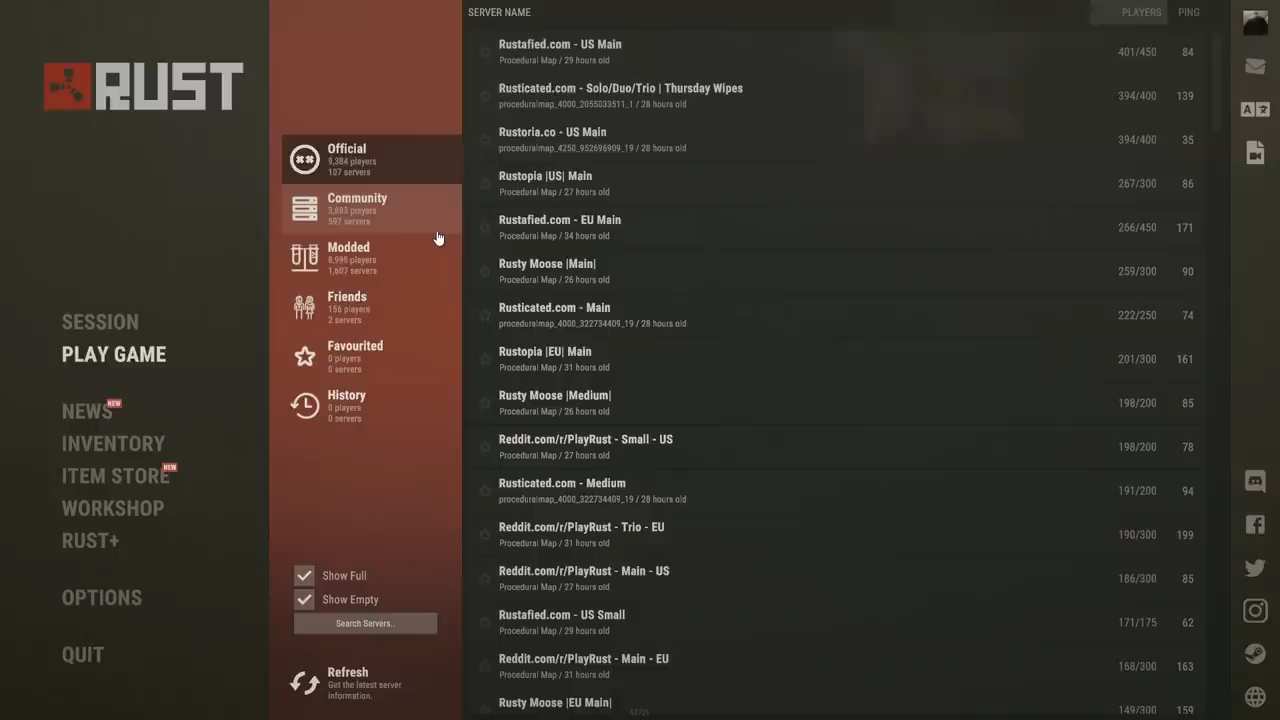 RUST
SESSION
PLAY GAME
NEWS NEW
INVENTORY
ITEM STORE NEW
WORKSHOP
RUST+
OPTIONS
QUIT
Official
9,384 players
107 servers
Community
3,883 players
597 servers
Modded
8,999 players
1,607 servers
Friends
156 players
2 servers
Favourited
0 players
0 servers
History
0 players
0 servers
Show Full
Show Empty
Search Servers..
Refresh
Get the latest server
information.
SERVER NAME PLAYERS PING
Rustafied.com - US Main 401/450 84
Procedural Map / 29 hours old
Rusticated.com - Solo/Duo/Trio | Thursday Wipes 394/400 139
proceduralmap_4000_2055033511_1 / 28 hours old
Rustoria.co - US Main 394/400 35
proceduralmap_4250_952696909_19 / 28 hours old
Rustopia |US| Main 267/300 86
Procedural Map / 27 hours old
Rustafied.com - EU Main 266/450 171
Procedural Map / 34 hours old
Rusty Moose |Main| 259/300 90
Procedural Map / 26 hours old
Rusticated.com - Main 222/250 74
proceduralmap_4000_322734409_19 / 28 hours old
Rustopia |EU| Main 201/300 161
Procedural Map / 31 hours old
Rusty Moose |Medium| 198/200 85
Procedural Map / 26 hours old
Reddit.com/r/PlayRust - Small - US 198/200 78
Procedural Map / 27 hours old
Rusticated.com - Medium 191/200 94
proceduralmap_4000_322734409_19 / 28 hours old
Reddit.com/r/PlayRust - Trio - EU 190/300 199
Procedural Map / 31 hours old
Reddit.com/r/PlayRust - Main - US 186/300 85
Procedural Map / 27 hours old
Rustafied.com - US Small 171/175 62
Procedural Map / 29 hours old
Reddit.com/r/PlayRust - Main - EU 168/300 163
Procedural Map / 31 hours old
Rusty Moose |EU Main| 149/300 159
A